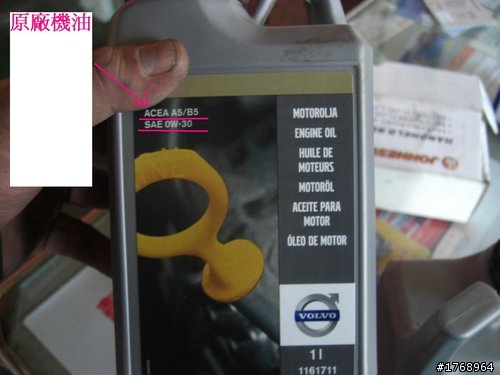 原廠機油
ACEA A5/B5
SAE 0W-30
MOTOROLJA
ENGINE OIL
HUILE DE
MOTEURS
MOTORÖL
ACEITE PARA
MOTOR
ÓLEO DE MOTOR
VOLVO
1 l
1161711
#1768964